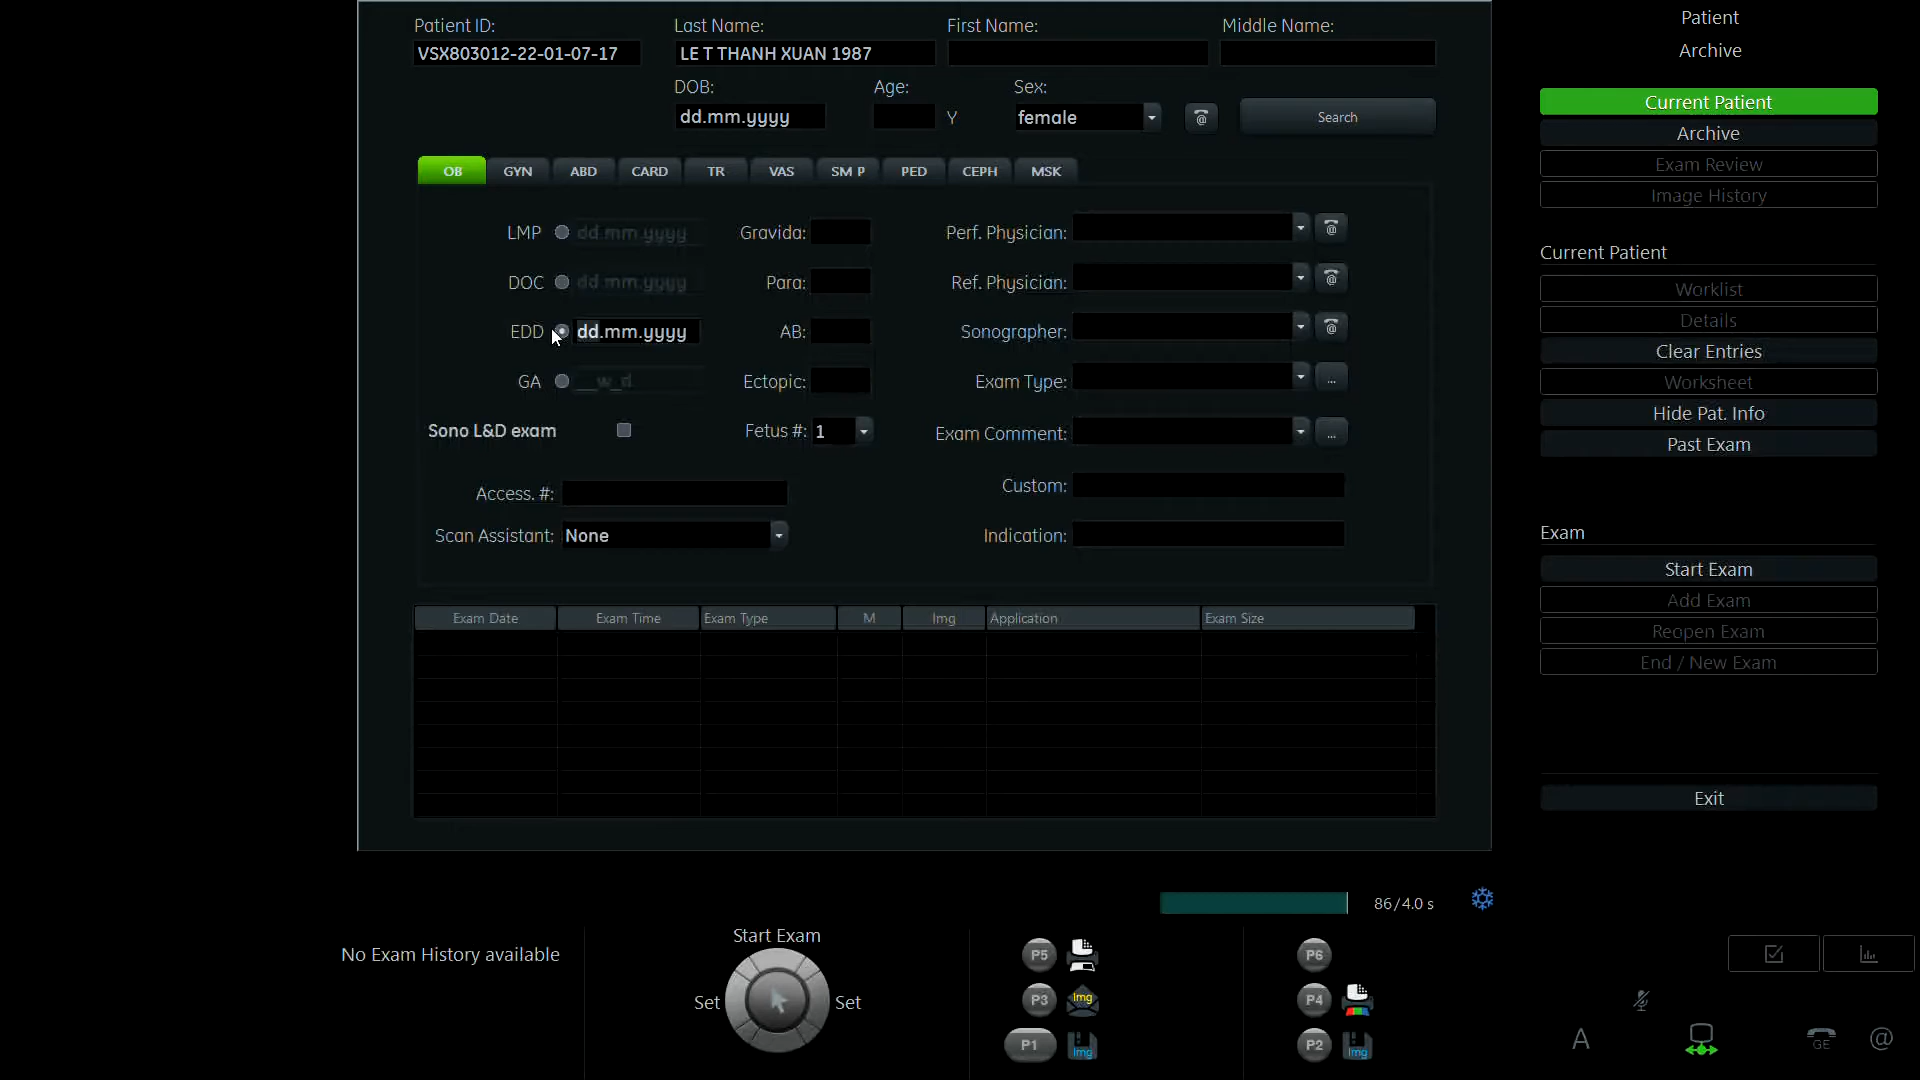 Patient ID: Last Name: First Name: Middle Name:
VSX803012-22-01-07-17 LE T THANH XUAN 1987
DOB: Age: Sex:
dd.mm.yyyy Y female Search
OB GYN ABD CARD TR VAS SM P PED CEPH MSK
LMP dd.mm.yyyy Gravida: Perf. Physician:
DOC dd.mm.yyyy Para: Ref. Physician:
EDD dd.mm.yyyy AB: Sonographer:
GA __w_d Ectopic: Exam Type: ...
Sono L&D exam Fetus #: 1 Exam Comment: ...
Access. #: Custom:
Scan Assistant: None Indication:
Exam Date Exam Time Exam Type M Img Application Exam Size
Patient
Archive
Current Patient
Archive
Exam Review
Image History
Current Patient
Worklist
Details
Clear Entries
Worksheet
Hide Pat. Info
Past Exam
Exam
Start Exam
Add Exam
Reopen Exam
End / New Exam
Exit
86/4.0 s
No Exam History available
Start Exam
Set Set
P5 P6
P3 Img P4
P1 Img P2 Img
A GE @